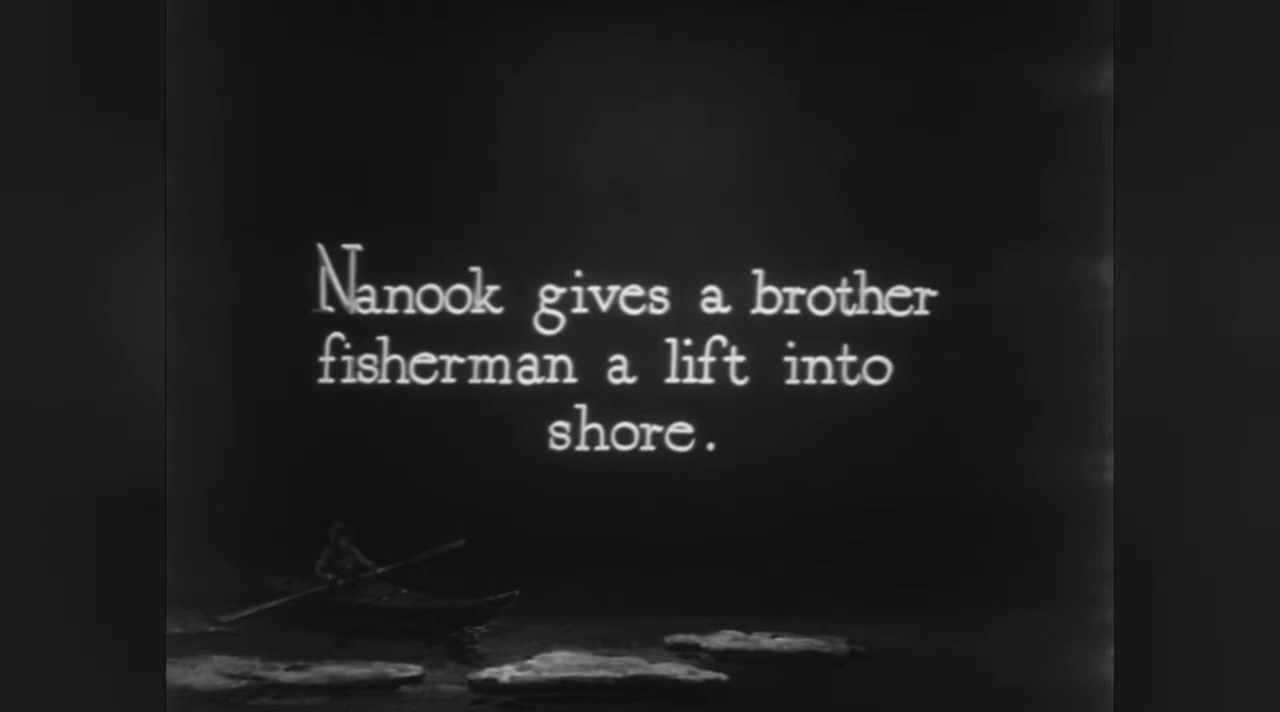 Nanook gives a brother
fisherman a lift into
shore.